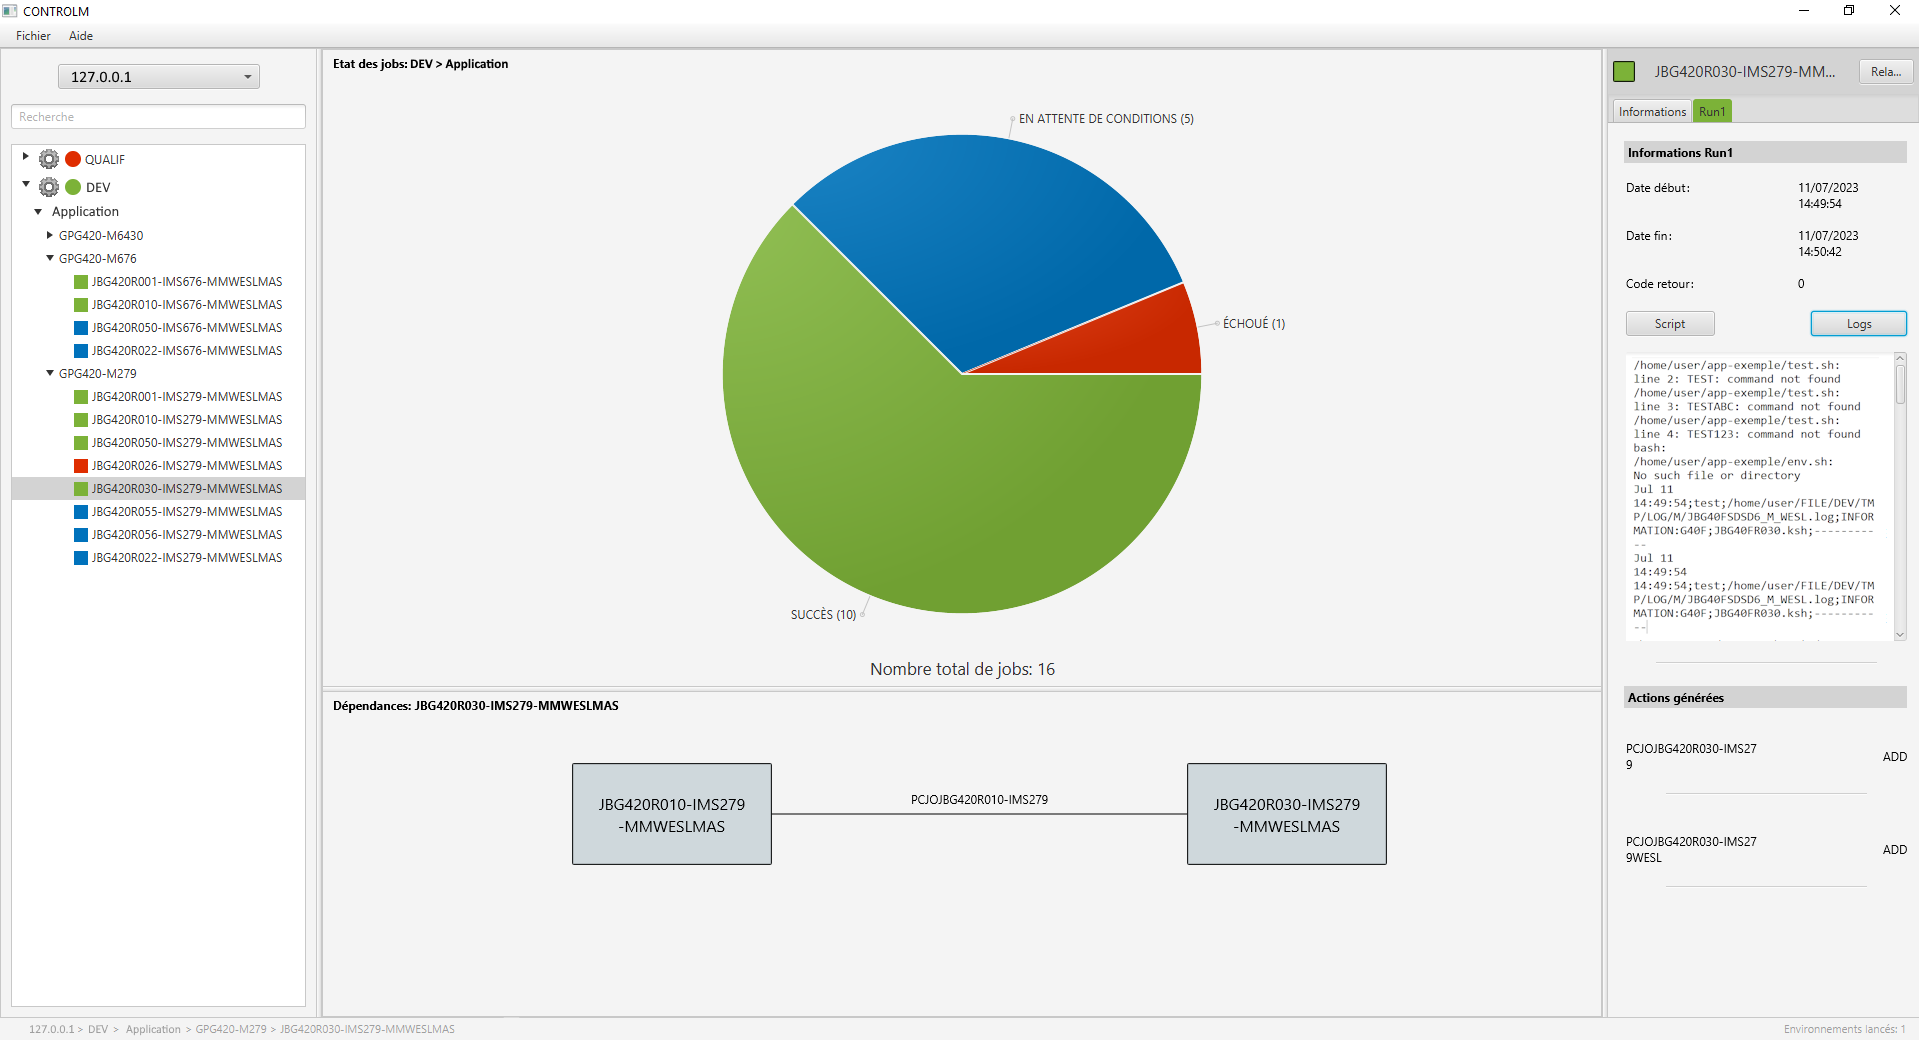 CONTROLM
Fichier Aide
127.0.0.1
Recherche
QUALIF
DEV
Application
GPG420-M6430
GPG420-M676
JBG420R001-IMS676-MMWESLMAS
JBG420R010-IMS676-MMWESLMAS
JBG420R050-IMS676-MMWESLMAS
JBG420R022-IMS676-MMWESLMAS
GPG420-M279
JBG420R001-IMS279-MMWESLMAS
JBG420R010-IMS279-MMWESLMAS
JBG420R050-IMS279-MMWESLMAS
JBG420R026-IMS279-MMWESLMAS
JBG420R030-IMS279-MMWESLMAS
JBG420R055-IMS279-MMWESLMAS
JBG420R056-IMS279-MMWESLMAS
JBG420R022-IMS279-MMWESLMAS
Etat des jobs: DEV > Application
EN ATTENTE DE CONDITIONS (5)
ÉCHOUÉ (1)
SUCCÈS (10)
Nombre total de jobs: 16
Dépendances: JBG420R030-IMS279-MMWESLMAS
JBG420R010-IMS279
-MMWESLMAS
PCJOJBG420R010-IMS279
JBG420R030-IMS279
-MMWESLMAS
JBG420R030-IMS279-MM...
Rela...
Informations Run1
Informations Run1
Date début: 11/07/2023
14:49:54
Date fin: 11/07/2023
14:50:42
Code retour: 0
Script Logs
/home/user/app-exemple/test.sh:
line 2: TEST: command not found
/home/user/app-exemple/test.sh:
line 3: TESTABC: command not found
/home/user/app-exemple/test.sh:
line 4: TEST123: command not found
bash:
/home/user/app-exemple/env.sh:
No such file or directory
Jul 11
14:49:54;test;/home/user/FILE/DEV/TM
P/LOG/M/JBG40FSDSD6_M_WESL.log;INFOR
MATION:G40F;JBG40FR030.ksh;---------
--
Jul 11
14:49:54
14:49:54;test;/home/user/FILE/DEV/TM
P/LOG/M/JBG40FSDSD6_M_WESL.log;INFOR
MATION:G40F;JBG40FR030.ksh;---------
--
Actions générées
PCJOJBG420R030-IMS27
9
ADD
PCJOJBG420R030-IMS27
9WESL
ADD
127.0.0.1 > DEV > Application > GPG420-M279 > JBG420R030-IMS279-MMWESLMAS
Environnements lancés: 1